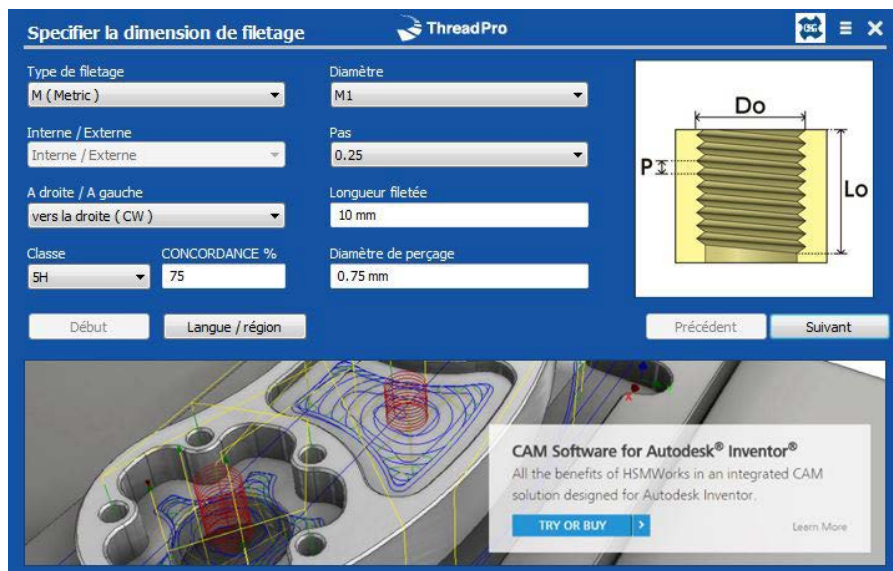 Specifier la dimension de filetage
ThreadPro
OSG
Type de filetage
M ( Metric )
Diamètre
M1
Interne / Externe
Interne / Externe
Pas
0.25
A droite / A gauche
vers la droite ( CW )
Longueur filetée
10 mm
Classe
5H
CONCORDANCE %
75
Diamètre de perçage
0.75 mm
Do
P
Lo
Début
Langue / région
Précédent
Suivant
CAM Software for Autodesk® Inventor®
All the benefits of HSMWorks in an integrated CAM
solution designed for Autodesk Inventor.
TRY OR BUY
Learn More
X